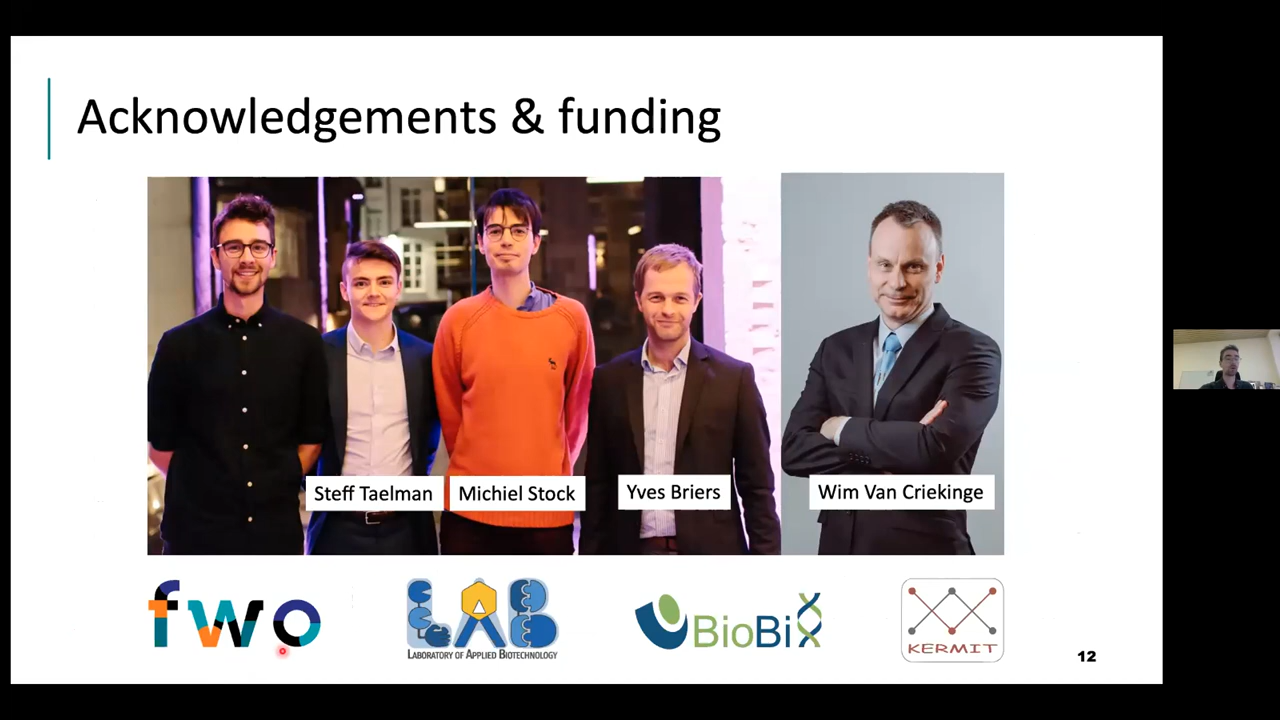 Acknowledgements & funding
Steff Taelman
Michiel Stock
Yves Briers
Wim Van Criekinge
fwo
LAB
LABORATORY OF APPLIED BIOTECHNOLOGY
BioBiX
KERMIT
12